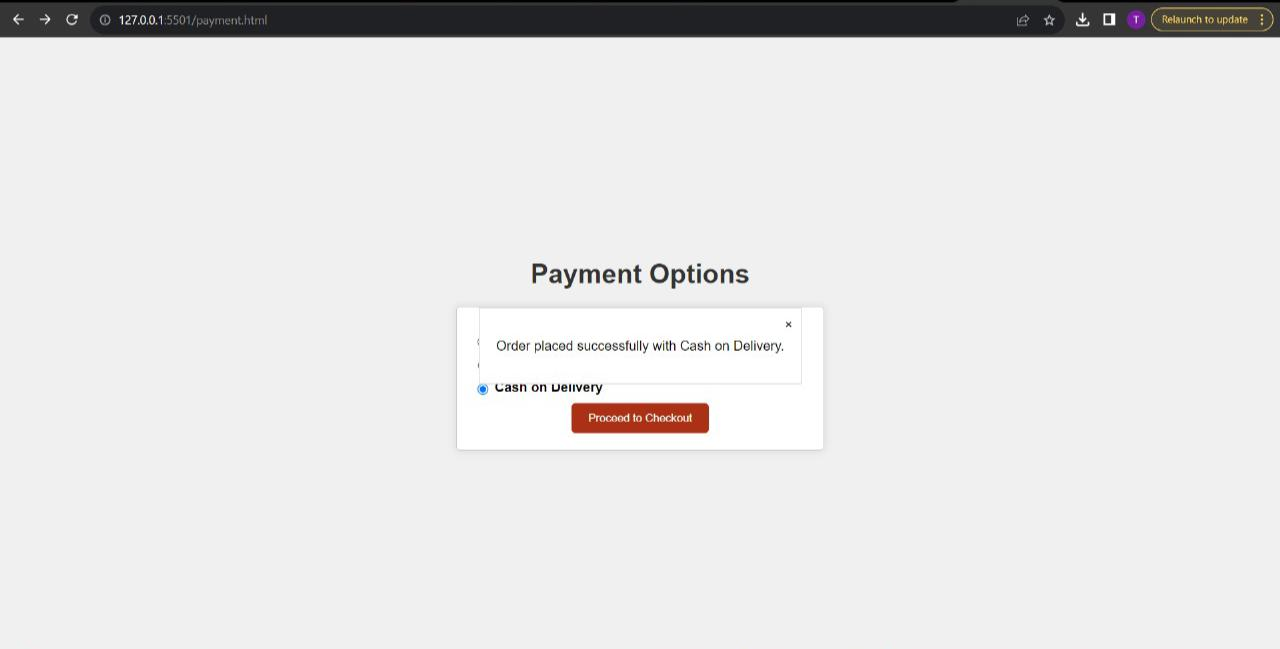 127.0.0.1:5501/payment.html
T
Relaunch to update
Payment Options
×
Order placed successfully with Cash on Delivery.
Cash on Delivery
Proceed to Checkout